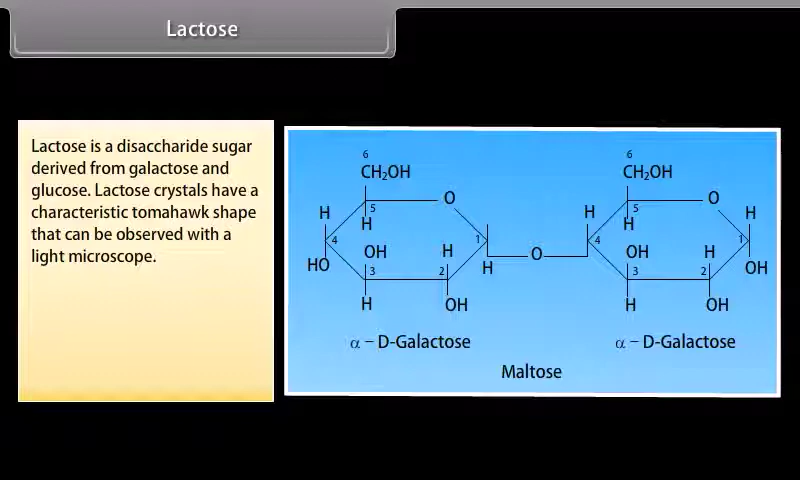 Lactose
Lactose is a disaccharide sugar
derived from galactose and
glucose. Lactose crystals have a
characteristic tomahawk shape
that can be observed with a
light microscope.
6 6
CH₂OH CH₂OH
O O
H 5 H 5 H
H H
4 OH H 1 O 4 OH H 1
HO 3 2 H 3 2 OH
H OH H OH
α – D-Galactose α – D-Galactose
Maltose